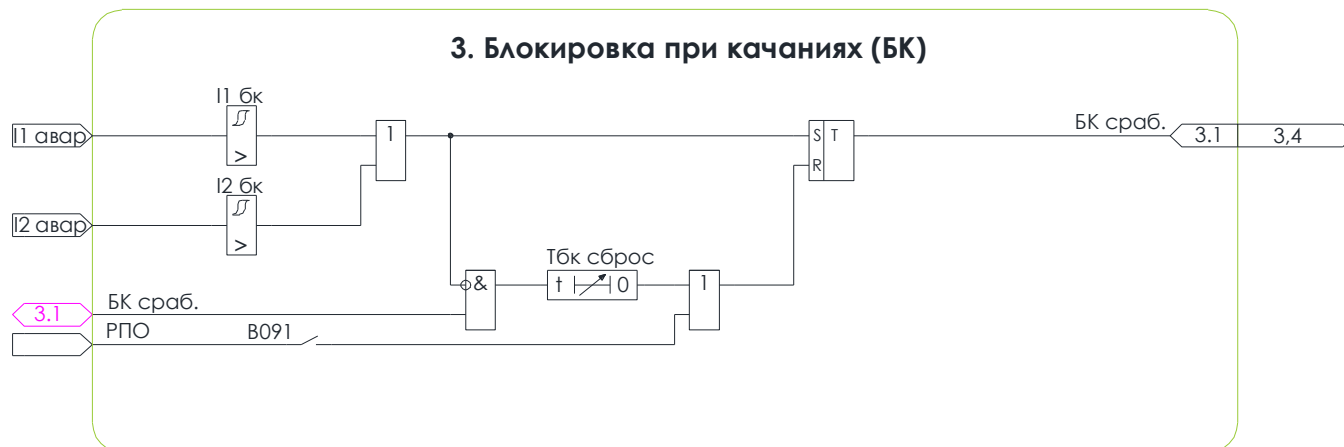 3. Блокировка при качаниях (БК)
I1 бк
I1 авар
>
1
S T
R
БК сраб.
3.1
3,4
I2 бк
I2 авар
>
Тбк сброс
&
t
0
1
БК сраб.
3.1
РПО
B091